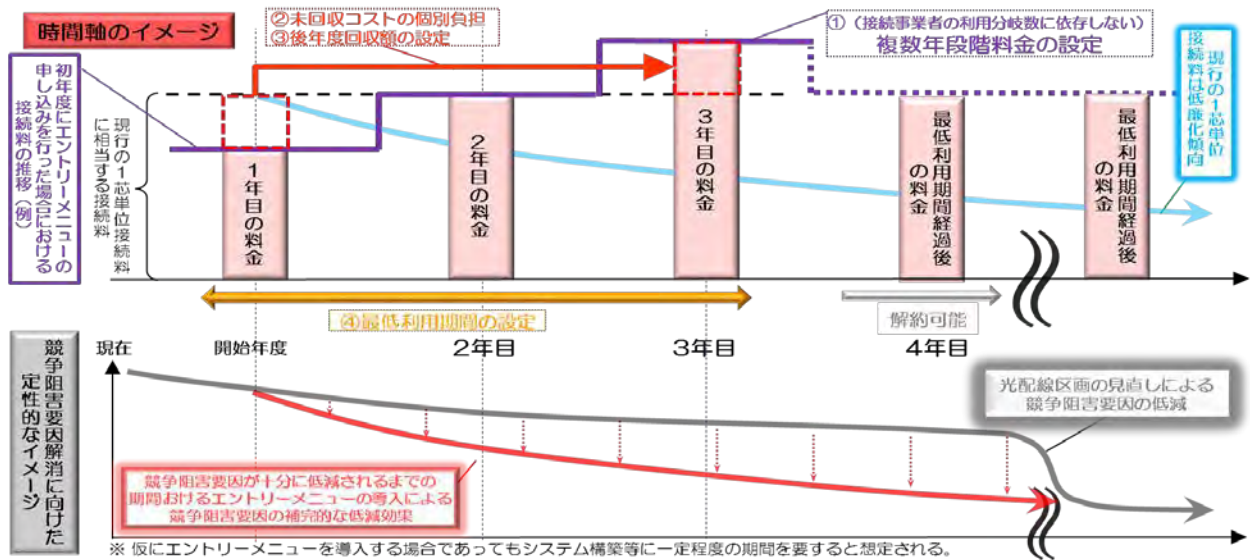 時間軸のイメージ
②未回収コストの個別負担
③後年度回収額の設定
①（接続事業者の利用分岐数に依存しない）
複数年段階料金の設定
初年度にエントリーメニューの
申し込みを行った場合における
接続料の推移（例）
現行の1芯単位接続料
に相当する接続料
1年目の料金
2年目の料金
3年目の料金
最低利用期間経過後
の料金
最低利用期間経過後
の料金
現行の1芯単位
接続料は低廉化傾向
④最低利用期間の設定
解約可能
競争阻害要因解消に向けた
定性的なイメージ
現在
開始年度
2年目
3年目
4年目
光配線区画の見直しによる
競争阻害要因の低減
競争阻害要因が十分に低減されるまでの
期間おけるエントリーメニューの導入による
競争阻害要因の補完的な低減効果
※ 仮にエントリーメニューを導入する場合であってもシステム構築等に一定程度の期間を要すると想定される。